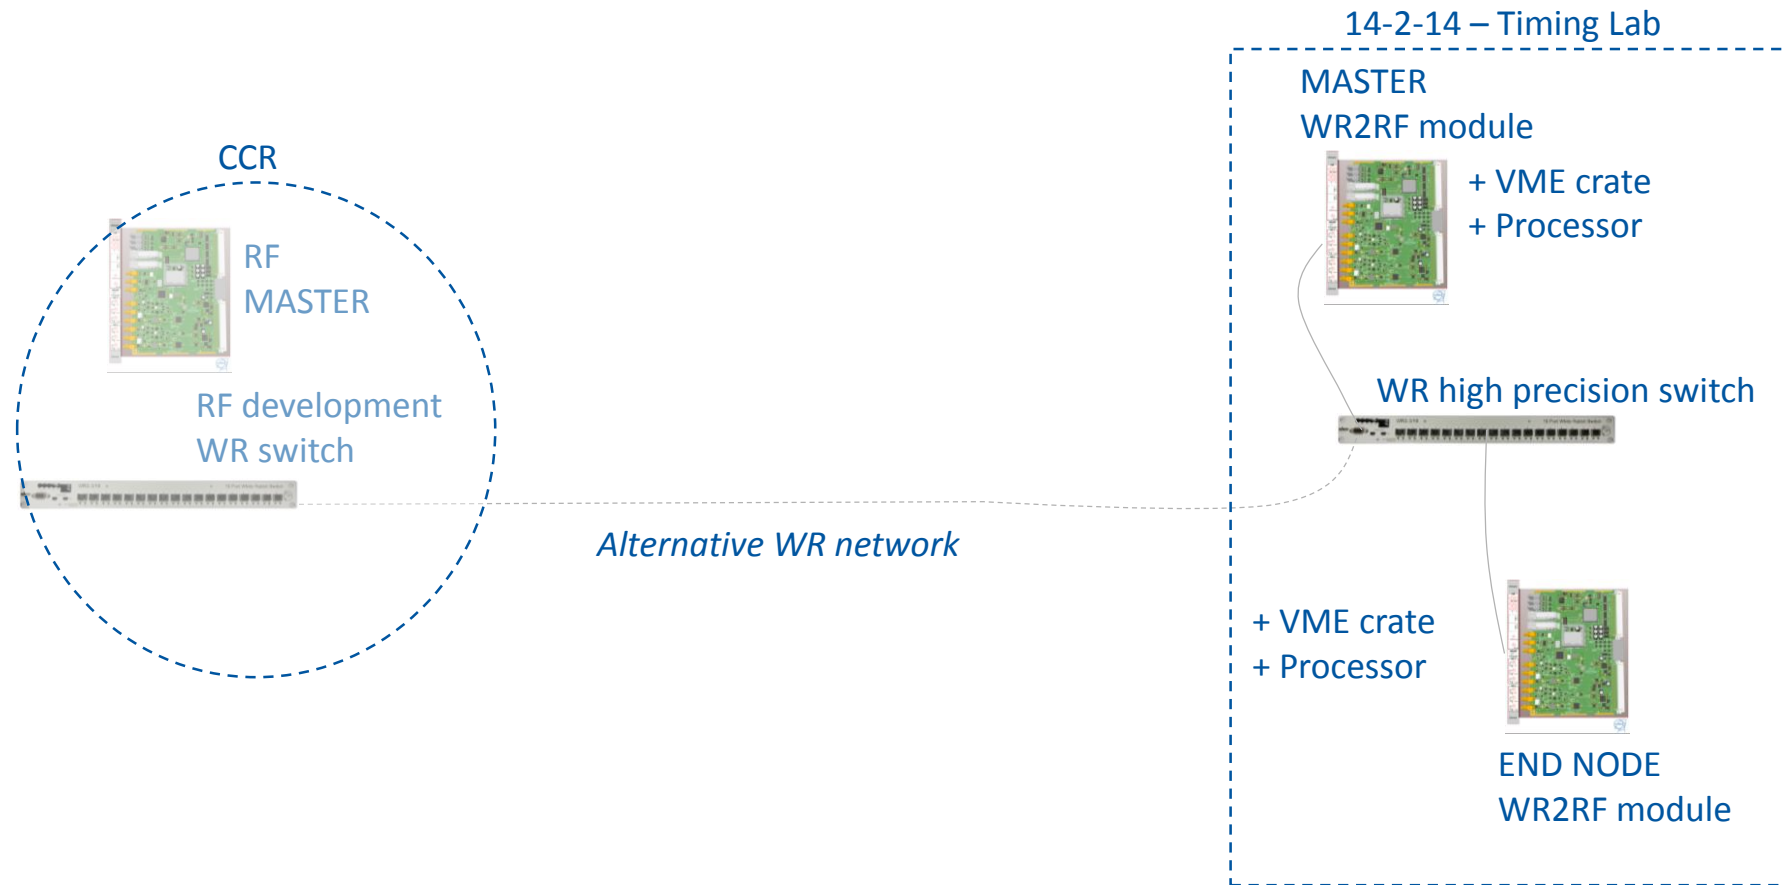 14-2-14 – Timing Lab
MASTER
WR2RF module
+ VME crate
+ Processor
CCR
RF
MASTER
RF development
WR switch
WR high precision switch
Alternative WR network
+ VME crate
+ Processor
END NODE
WR2RF module